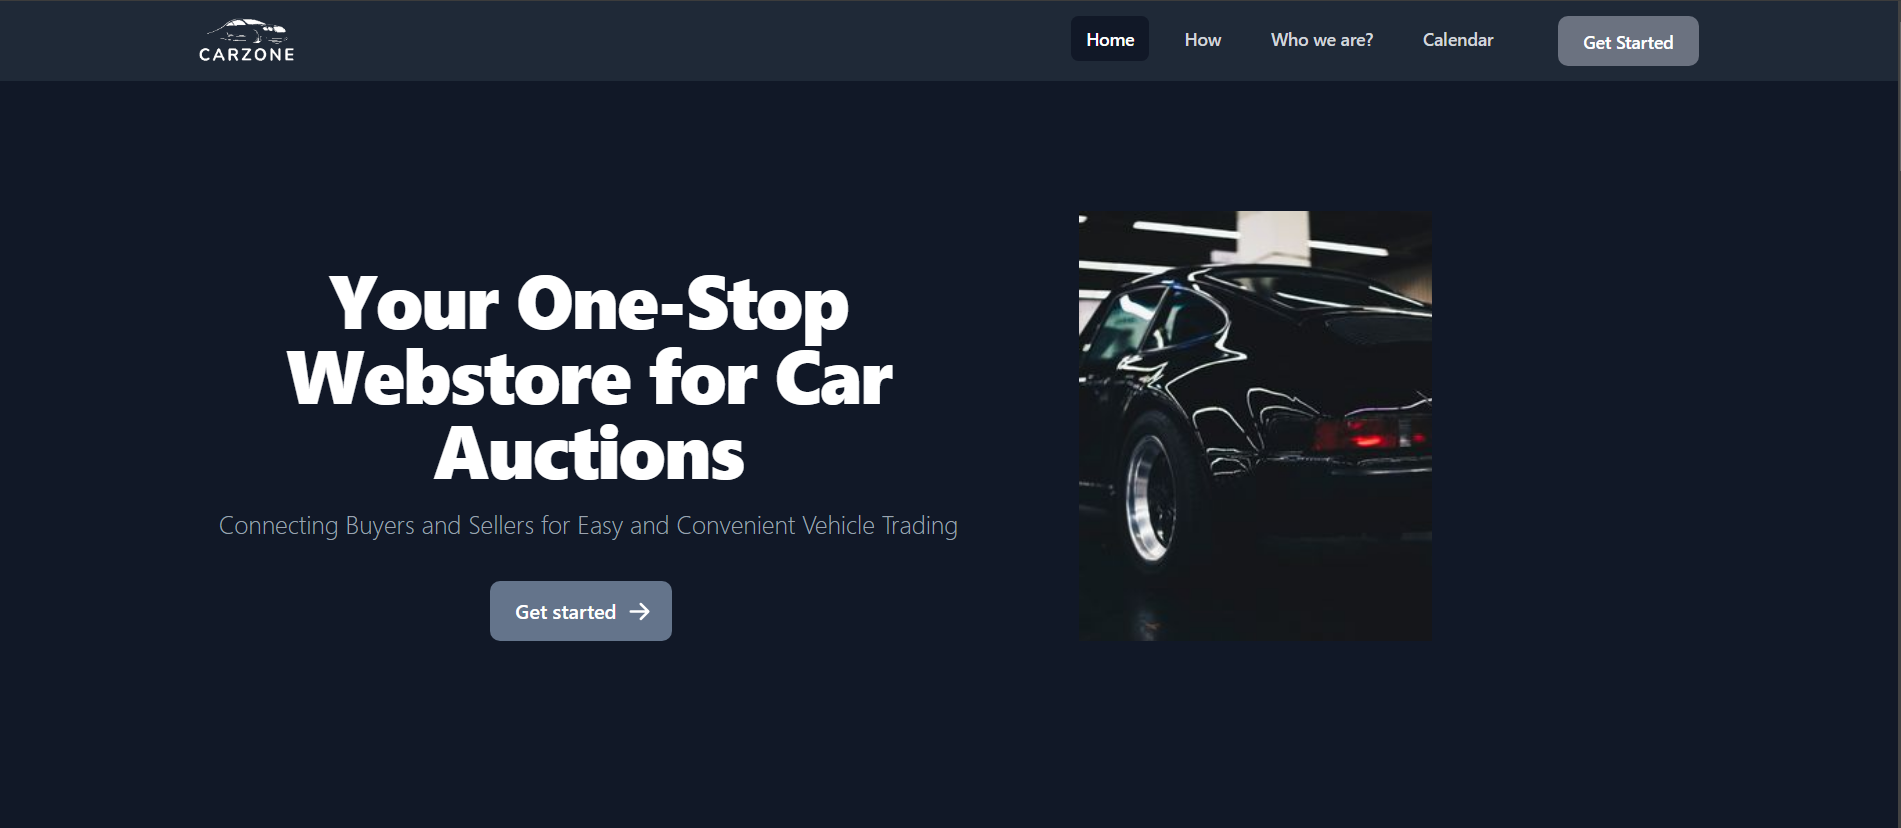 CARZONE
Home
How
Who we are?
Calendar
Get Started
Your One-Stop
Webstore for Car
Auctions
Connecting Buyers and Sellers for Easy and Convenient Vehicle Trading
Get started